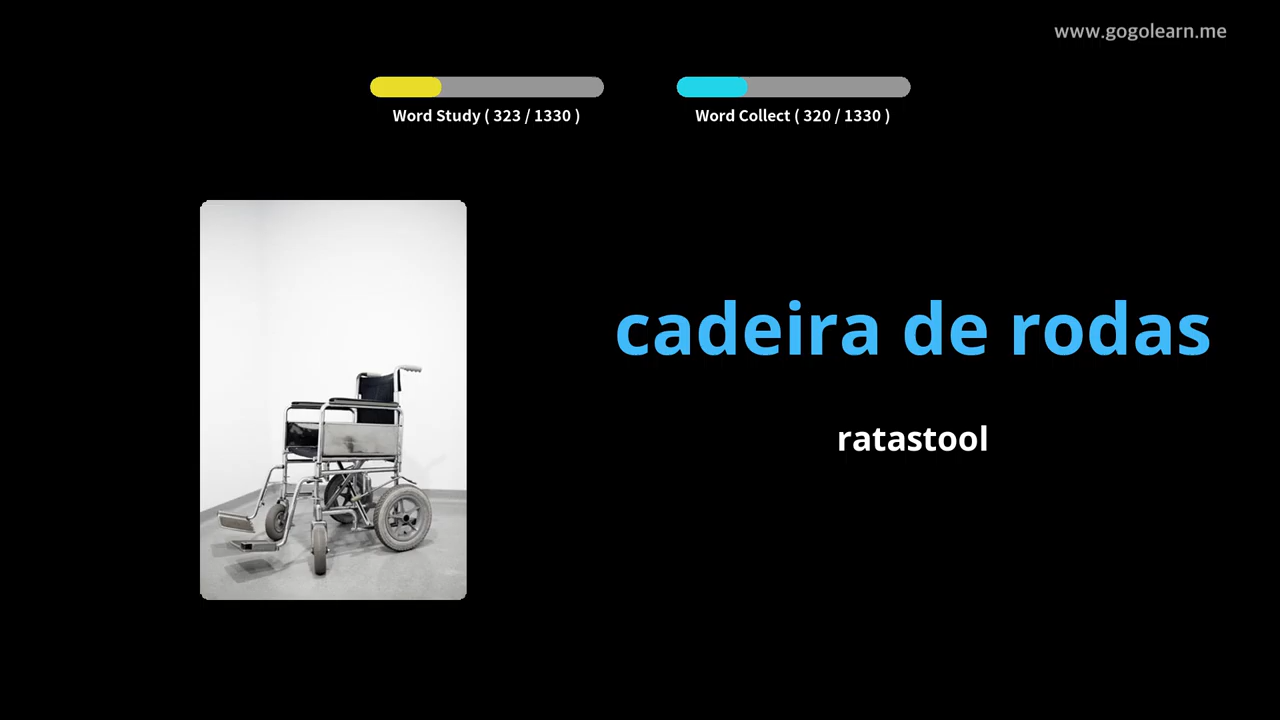 www.gogolearn.me
Word Study ( 323 / 1330 )
Word Collect ( 320 / 1330 )
cadeira de rodas
ratastool